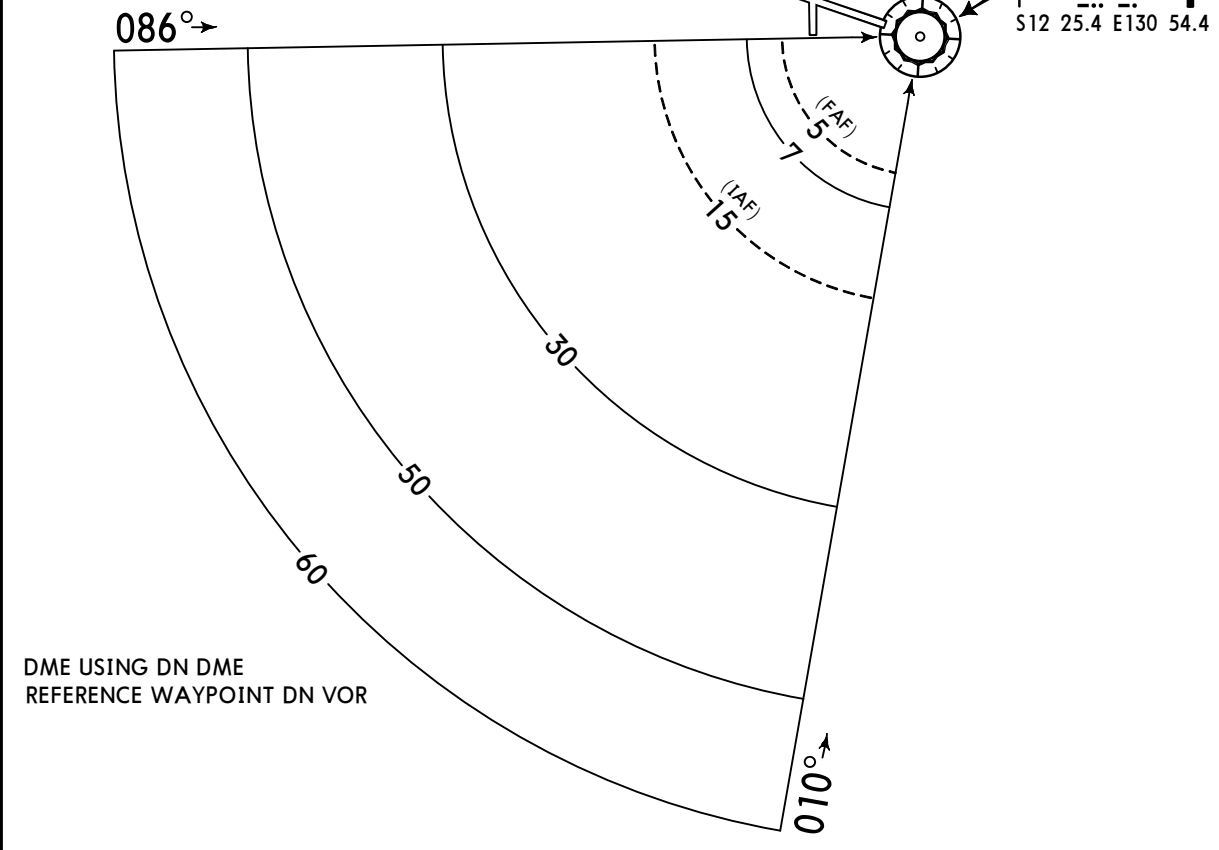 086°
S12 25.4 E130 54.4
(FAF)
5
7
(IAF)
15
30
50
60
DME USING DN DME
REFERENCE WAYPOINT DN VOR
010°